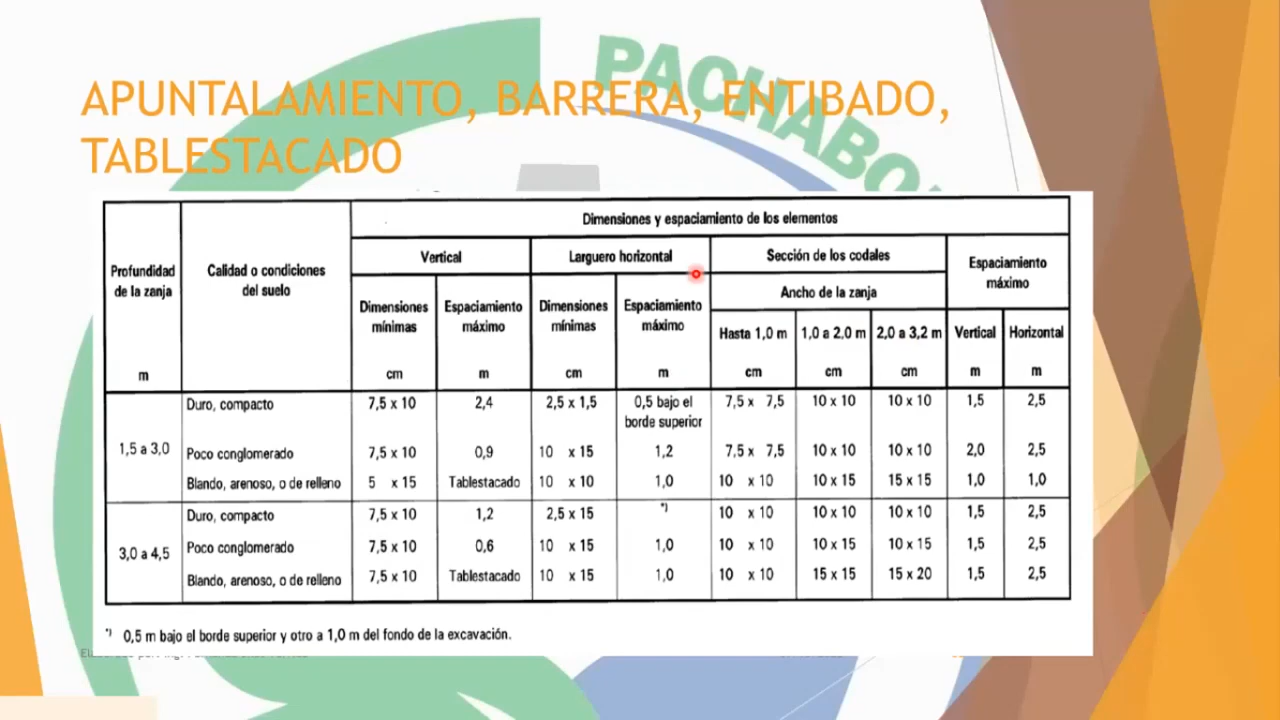 PACHABO
APUNTALAMIENTO, BARRERA, ENTIBADO,
TABLESTACADO
Dimensiones y espaciamiento de los elementos
Profundidad de la zanja m
Calidad o condiciones del suelo
Vertical
Larguero horizontal
Sección de los codales
Espaciamiento máximo
Ancho de la zanja
Dimensiones mínimas cm
Espaciamiento máximo m
Dimensiones mínimas cm
Espaciamiento máximo m
Hasta 1,0 m cm
1,0 a 2,0 m cm
2,0 a 3,2 m cm
Vertical m
Horizontal m
1,5 a 3,0
Duro, compacto 7,5 x 10 2,4 2,5 x 1,5 0,5 bajo el borde superior 7,5 x 7,5 10 x 10 10 x 10 1,5 2,5
Poco conglomerado 7,5 x 10 0,9 10 x 15 1,2 7,5 x 7,5 10 x 10 10 x 10 2,0 2,5
Blando, arenoso, o de relleno 5 x 15 Tablestacado 10 x 10 1,0 10 x 10 10 x 15 15 x 15 1,0 1,0
3,0 a 4,5
Duro, compacto 7,5 x 10 1,2 2,5 x 15 *) 10 x 10 10 x 10 10 x 10 1,5 2,5
Poco conglomerado 7,5 x 10 0,6 10 x 15 1,0 10 x 10 10 x 15 10 x 15 1,5 2,5
Blando, arenoso, o de relleno 7,5 x 10 Tablestacado 10 x 15 1,0 10 x 10 15 x 15 15 x 20 1,5 2,5
*) 0,5 m bajo el borde superior y otro a 1,0 m del fondo de la excavación.